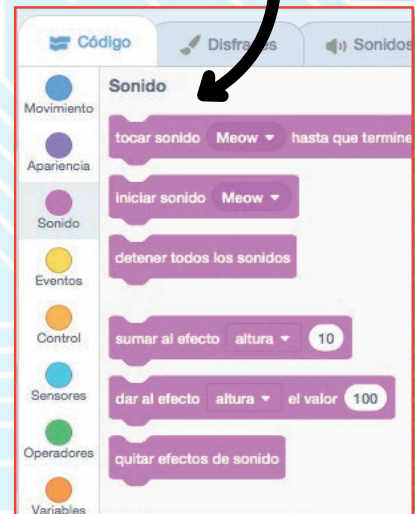 Código
Disfraces
Sonidos
Movimiento
Apariencia
Sonido
Eventos
Control
Sensores
Operadores
Variables
Sonido
tocar sonido Meow hasta que termine
iniciar sonido Meow
detener todos los sonidos
sumar al efecto altura 10
dar al efecto altura el valor 100
quitar efectos de sonido